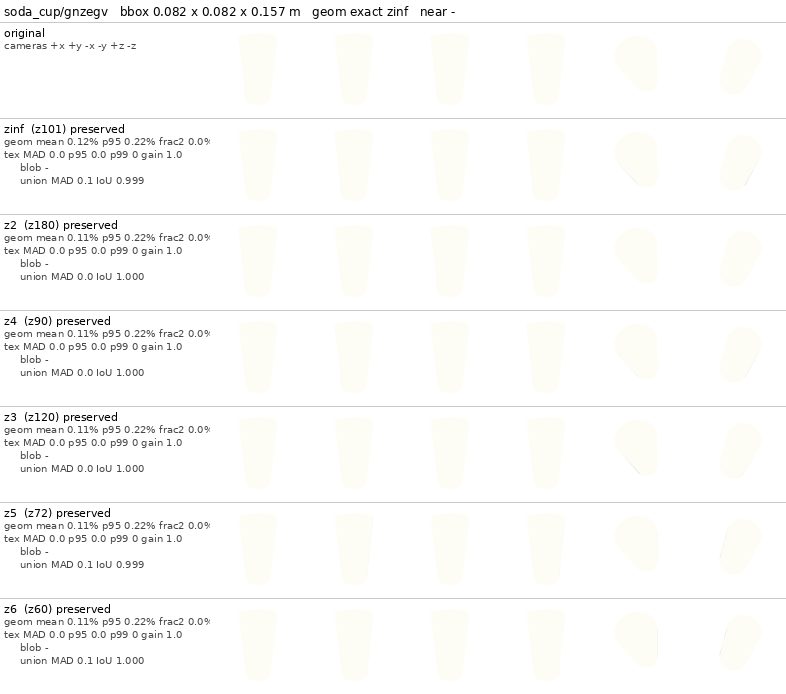 soda_cup/gnzegv   bbox 0.082 x 0.082 x 0.157 m   geom exact zinf   near -
original
cameras +x +y -x -y +z -z
zinf  (z101) preserved
geom mean 0.12% p95 0.22% frac2 0.0%
tex MAD 0.0 p95 0.0 p99 0 gain 1.0
blob -
union MAD 0.1 IoU 0.999
z2  (z180) preserved
geom mean 0.11% p95 0.22% frac2 0.0%
tex MAD 0.0 p95 0.0 p99 0 gain 1.0
blob -
union MAD 0.0 IoU 1.000
z4  (z90) preserved
geom mean 0.11% p95 0.22% frac2 0.0%
tex MAD 0.0 p95 0.0 p99 0 gain 1.0
blob -
union MAD 0.0 IoU 1.000
z3  (z120) preserved
geom mean 0.11% p95 0.22% frac2 0.0%
tex MAD 0.0 p95 0.0 p99 0 gain 1.0
blob -
union MAD 0.0 IoU 1.000
z5  (z72) preserved
geom mean 0.11% p95 0.22% frac2 0.0%
tex MAD 0.0 p95 0.0 p99 0 gain 1.0
blob -
union MAD 0.1 IoU 0.999
z6  (z60) preserved
geom mean 0.11% p95 0.22% frac2 0.0%
tex MAD 0.0 p95 0.0 p99 0 gain 1.0
blob -
union MAD 0.1 IoU 1.000